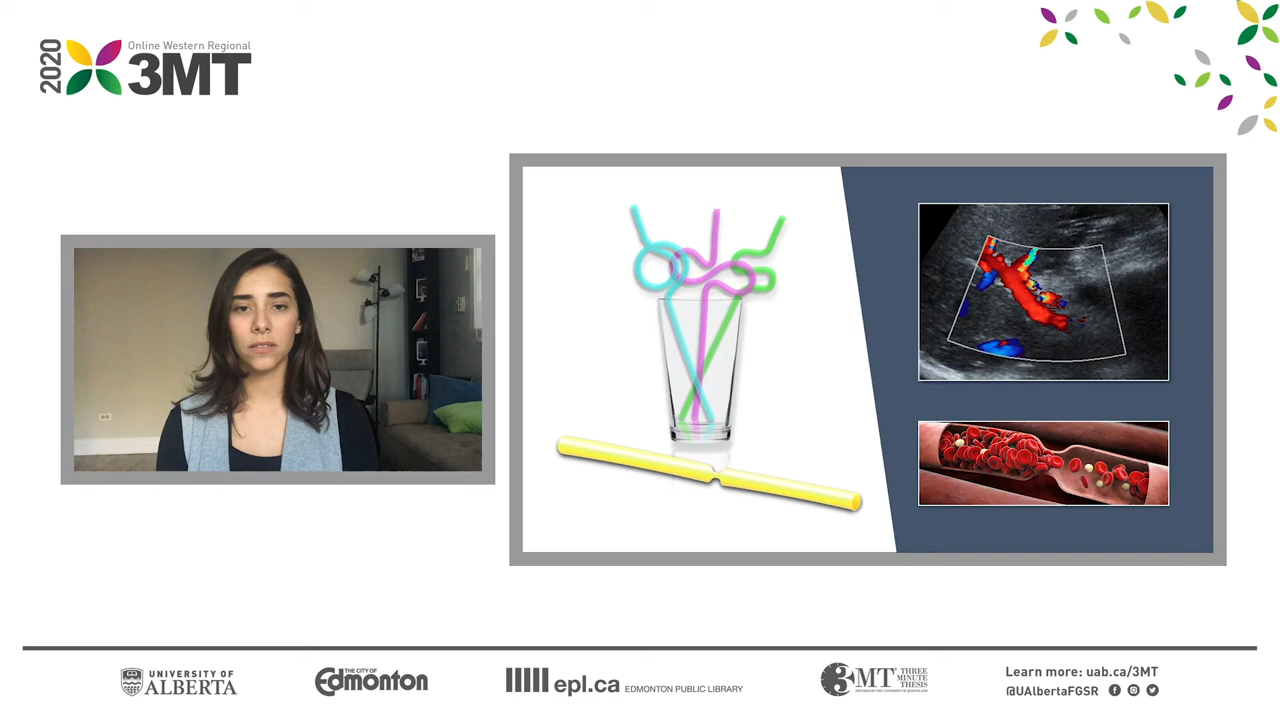 2020
Online Western Regional
3MT
UNIVERSITY OF
ALBERTA
THE CITY OF
Edmonton
epl.ca EDMONTON PUBLIC LIBRARY
3MT THREE
MINUTE
THESIS
Learn more: uab.ca/3MT
@UAlbertaFGSR